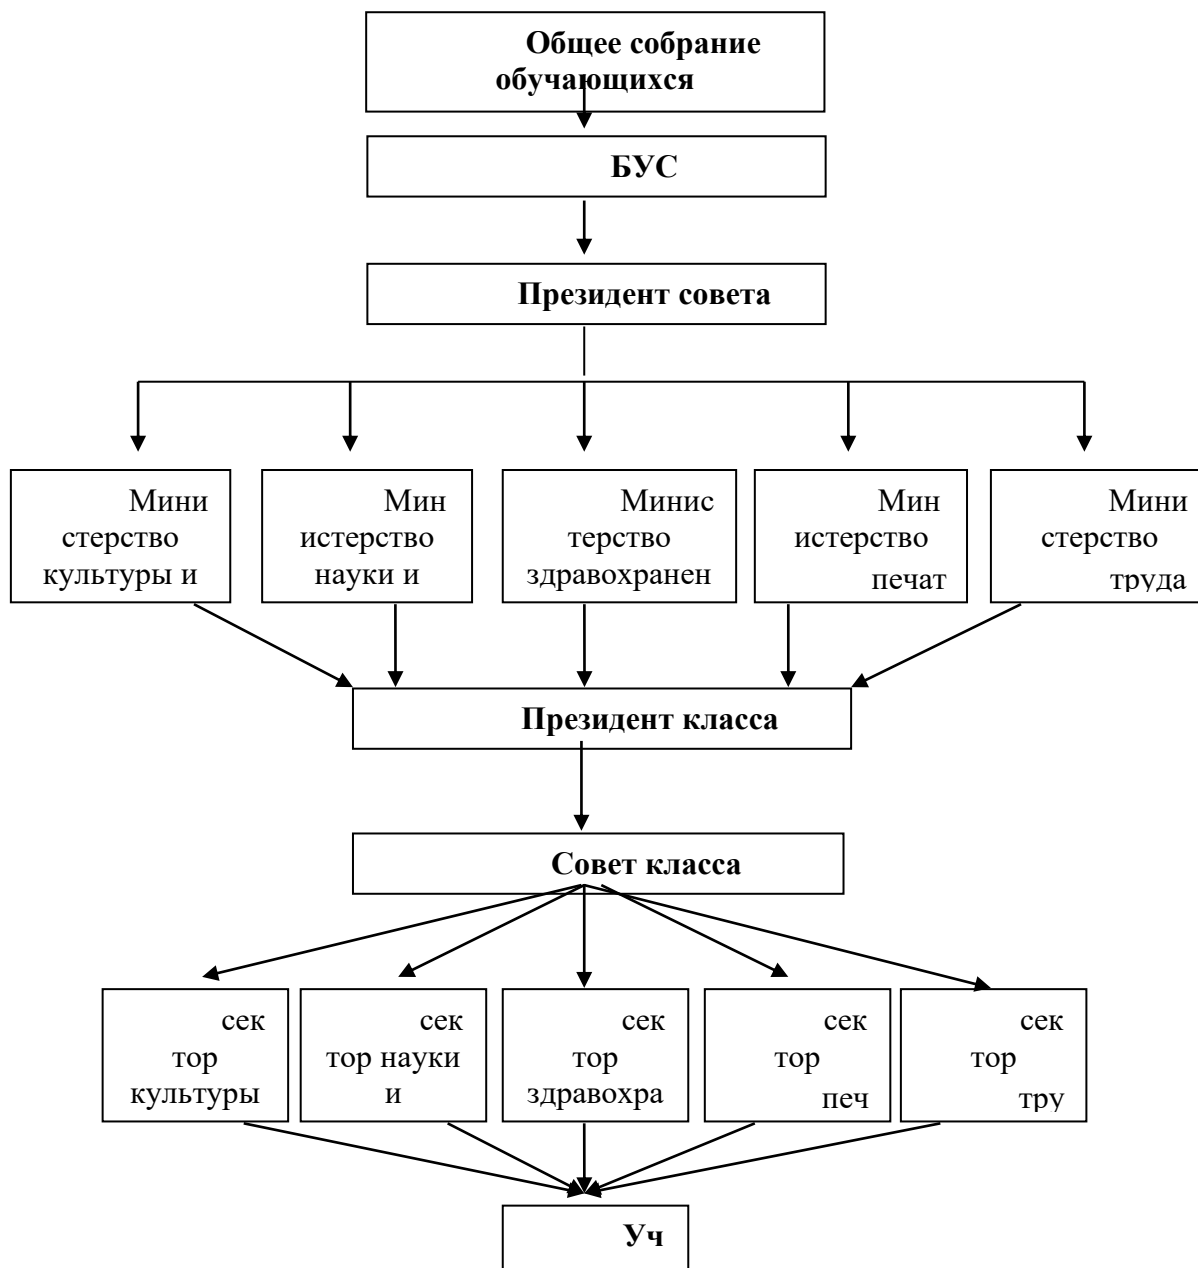 Общее собрание
обучающихся
БУС
Президент совета
Мини
стерство
культуры и
Мин
истерство
науки и
Минис
терство
здравохранен
Мин
истерство
печат
Мини
стерство
труда
Президент класса
Совет класса
сек
тор
культуры
сек
тор науки
и
сек
тор
здравохра
сек
тор
печ
сек
тор
тру
Уч